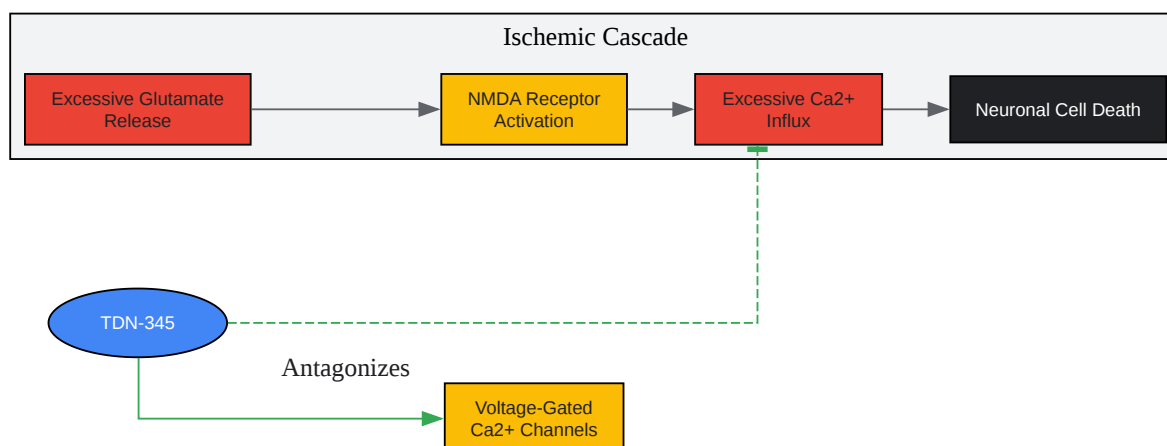 Ischemic Cascade
Excessive Glutamate
Release
NMDA Receptor
Activation
Excessive Ca2+
Influx
Neuronal Cell Death
TDN-345
Antagonizes
Voltage-Gated
Ca2+ Channels